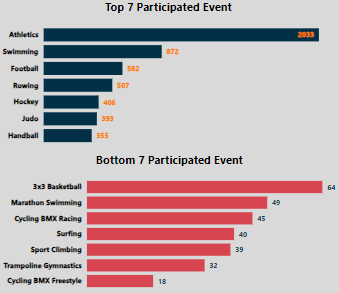 Top 7 Participated Event
Athletics 2033
Swimming 872
Football 582
Rowing 507
Hockey 406
Judo 393
Handball 355
Bottom 7 Participated Event
3x3 Basketball 64
Marathon Swimming 49
Cycling BMX Racing 45
Surfing 40
Sport Climbing 39
Trampoline Gymnastics 32
Cycling BMX Freestyle 18